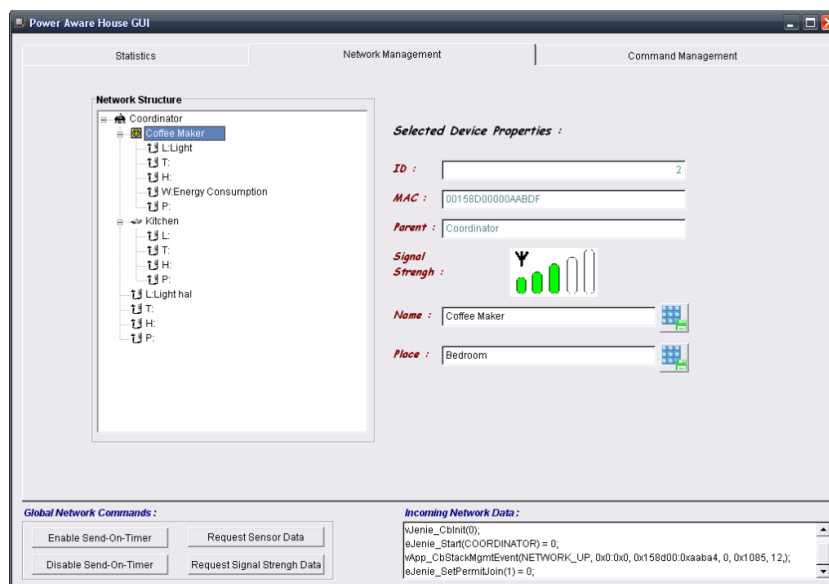 Power Aware House GUI
Statistics
Network Management
Command Management
Network Structure
Coordinator
Coffee Maker
L:Light
T:
H:
W:Energy Consumption
P:
Kitchen
L:
T:
H:
P:
L:Light hal
T:
H:
P:
Selected Device Properties :
ID : 2
MAC : 00158D00000AABDF
Parent : Coordinator
Signal
Strengh :
Name : Coffee Maker
Place : Bedroom
Global Network Commands :
Enable Send-On-Timer
Request Sensor Data
Disable Send-On-Timer
Request Signal Strengh Data
Incoming Network Data :
vJenie_CbInit(0);
eJenie_Start(COORDINATOR) = 0;
vApp_CbStackMgmtEvent(NETWORK_UP, 0x0:0x0, 0x158d00:0xaaba4, 0, 0x1085, 12,);
eJenie_SetPermitJoin(1) = 0;